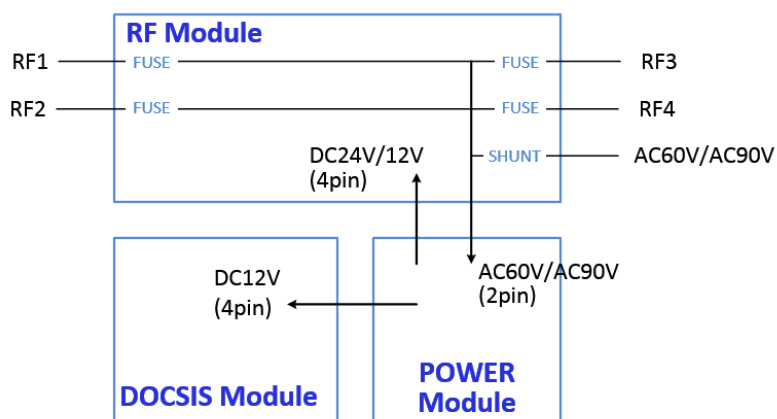 RF Module
RF1 FUSE FUSE RF3
RF2 FUSE FUSE RF4
DC24V/12V SHUNT AC60V/AC90V
(4pin)
DC12V AC60V/AC90V
(4pin) (2pin)
DOCSIS Module POWER
Module